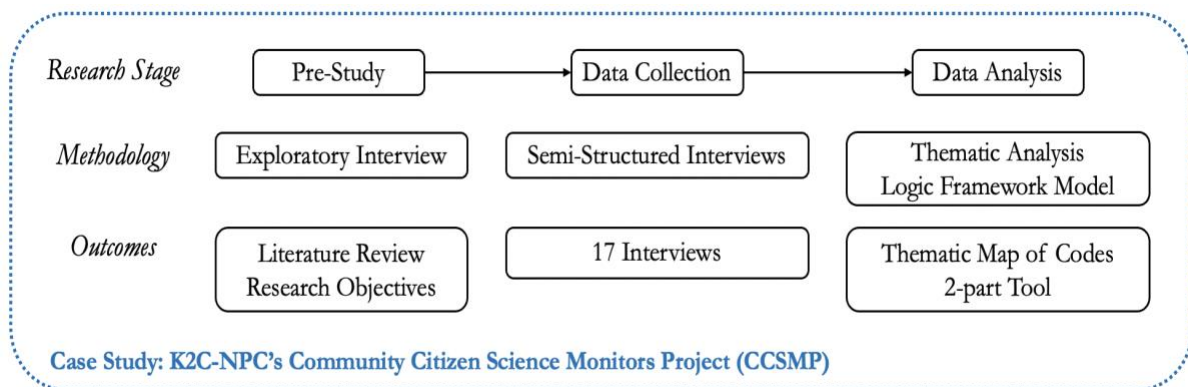 Research Stage
Pre-Study
Data Collection
Data Analysis
Methodology
Exploratory Interview
Semi-Structured Interviews
Thematic Analysis
Logic Framework Model
Outcomes
Literature Review
Research Objectives
17 Interviews
Thematic Map of Codes
2-part Tool
Case Study: K2C-NPC's Community Citizen Science Monitors Project (CCSMP)